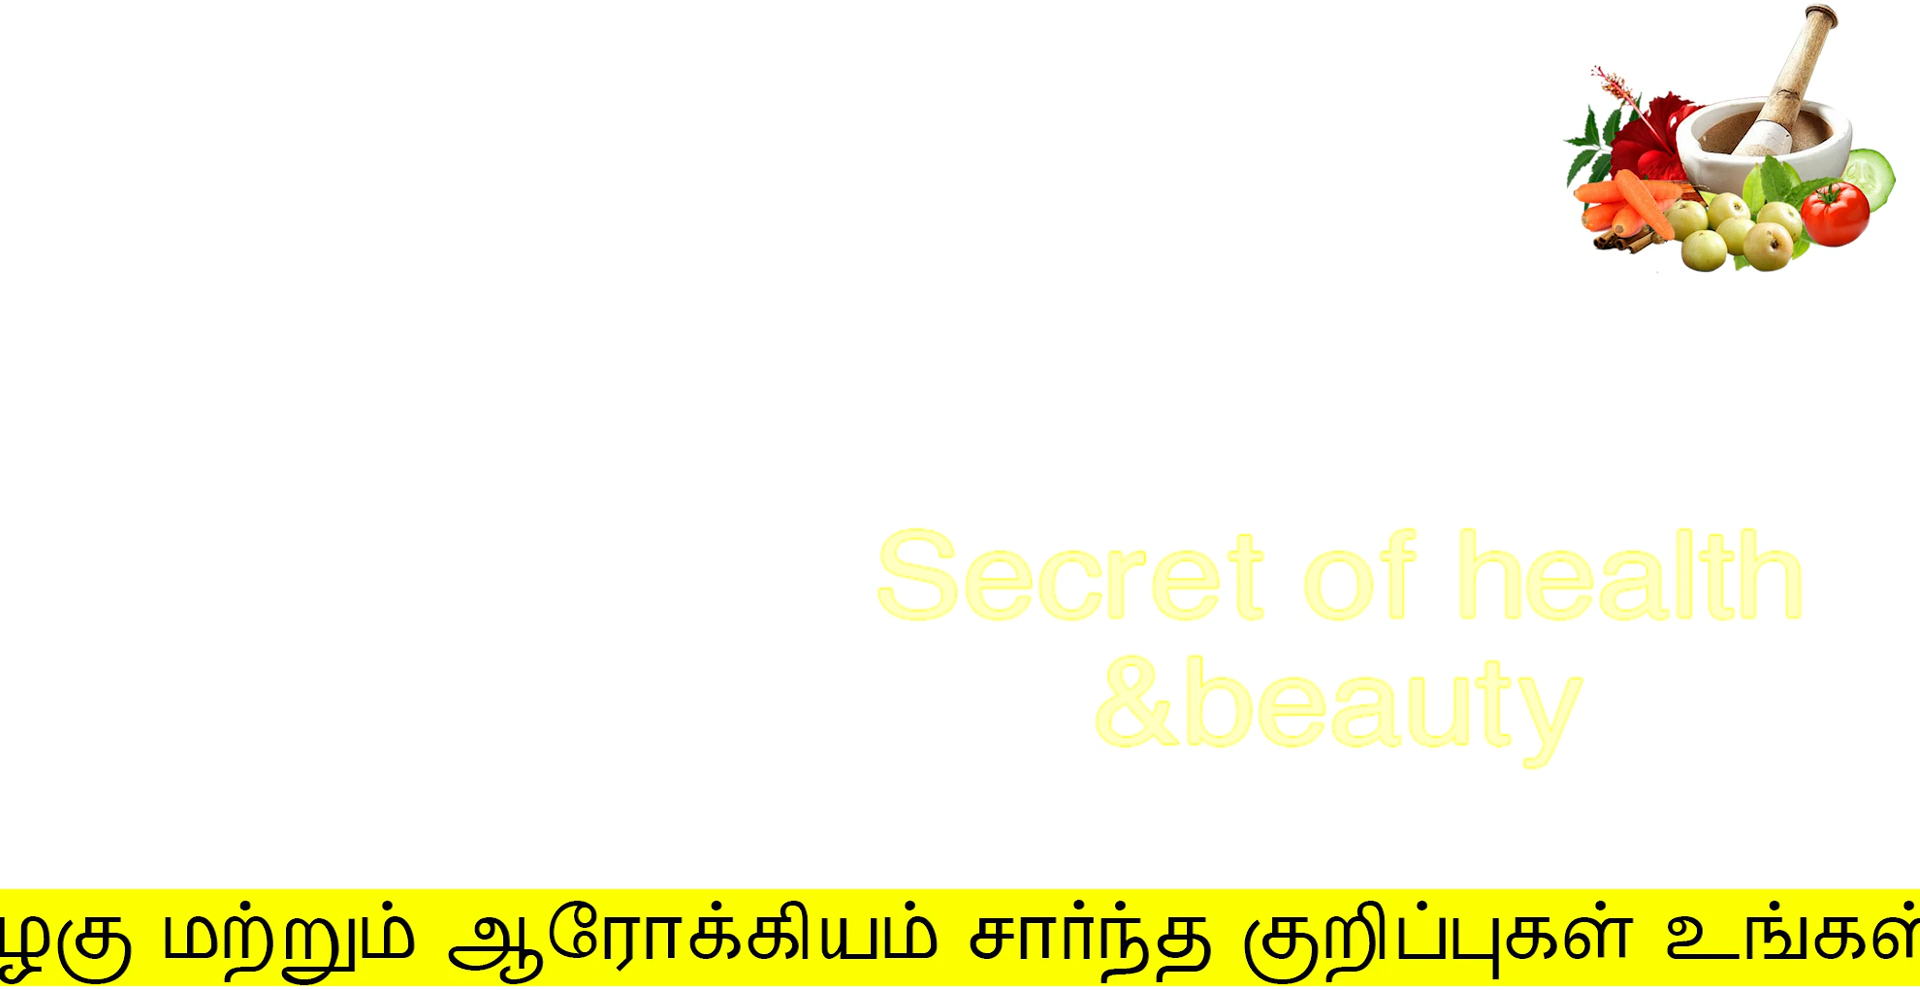 Secret of health
&beauty
ழகு மற்றும் ஆரோக்கியம் சார்ந்த குறிப்புகள் உங்கள்